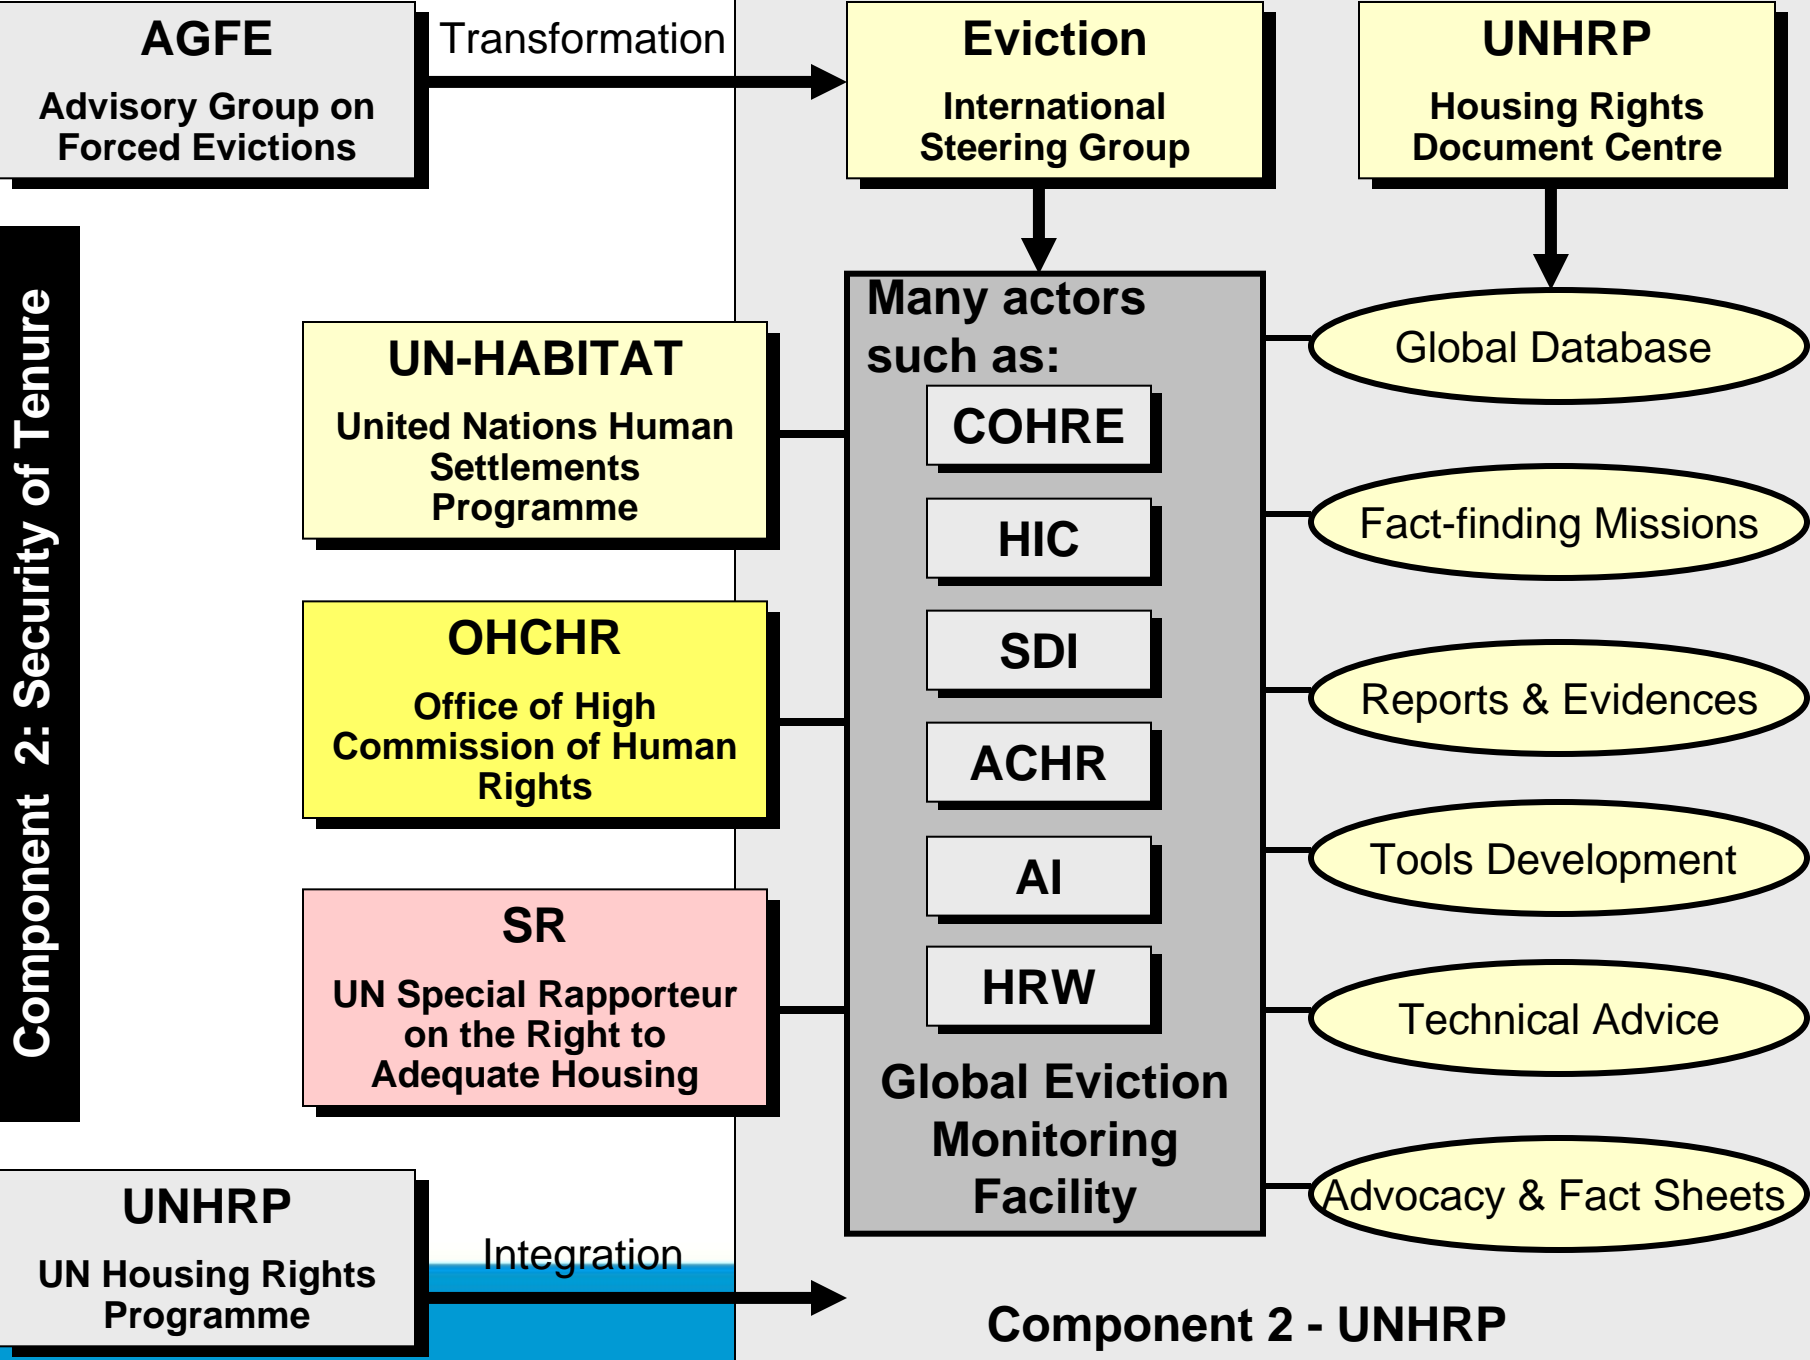 AGFE
Advisory Group on
Forced Evictions
Transformation
Eviction
International
Steering Group
UNHRP
Housing Rights
Document Centre
Component 2: Security of Tenure
UN-HABITAT
United Nations Human
Settlements
Programme
OHCHR
Office of High
Commission of Human
Rights
SR
UN Special Rapporteur
on the Right to
Adequate Housing
Many actors
such as:
COHRE
HIC
SDI
ACHR
AI
HRW
Global Eviction
Monitoring
Facility
Global Database
Fact-finding Missions
Reports & Evidences
Tools Development
Technical Advice
Advocacy & Fact Sheets
UNHRP
UN Housing Rights
Programme
Integration
Component 2 - UNHRP